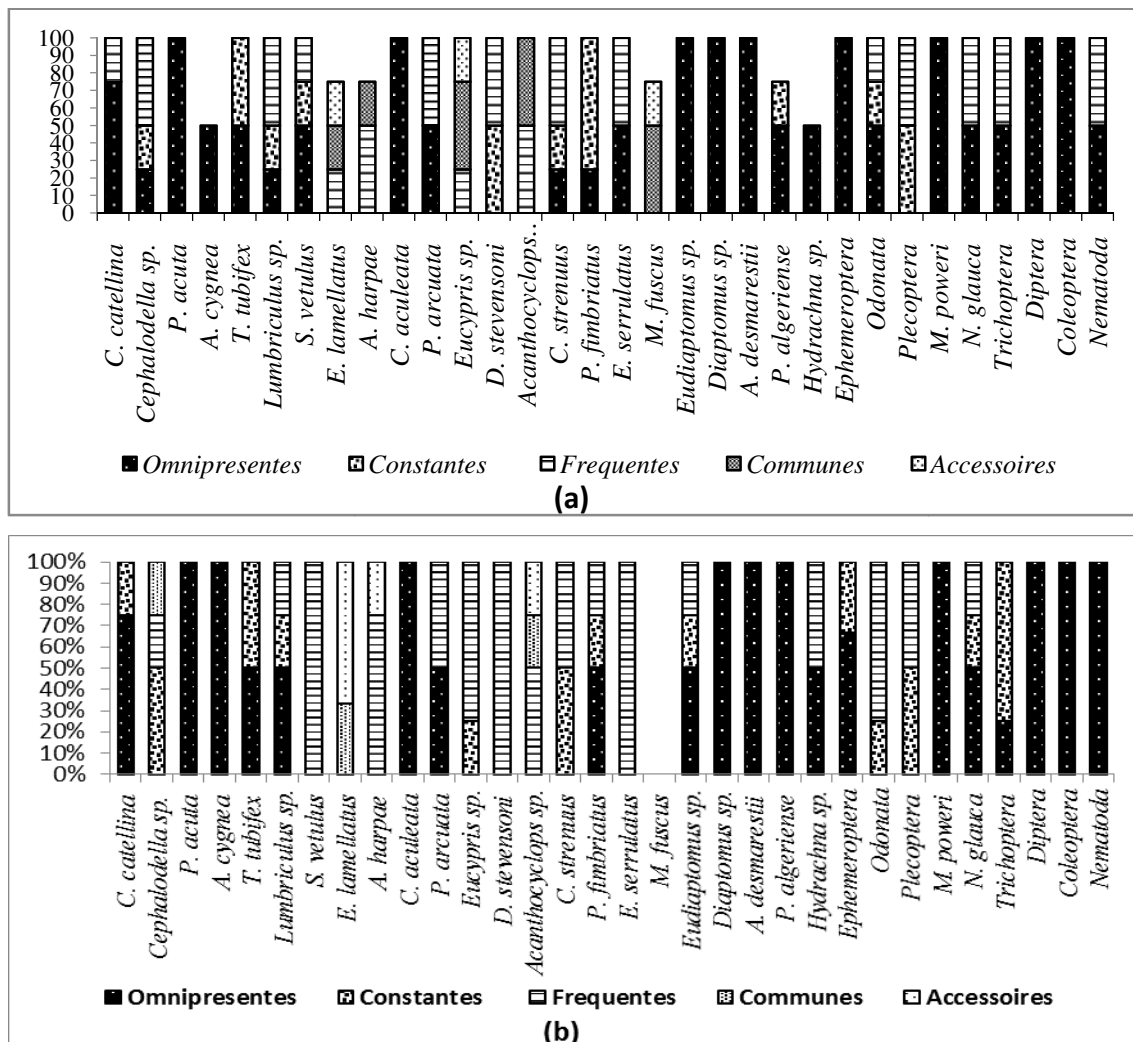 100
90
80
70
60
50
40
30
20
10
0
C. catellina
Cephalodella sp.
P. acuta
A. cygnea
T. tubifex
Lumbriculus sp.
S. vetulus
E. lamellatus
A. harpae
C. aculeata
P. arcuata
Eucypris sp.
D. stevensoni
Acanthocyclops..
C. strenuus
P. fimbriatus
E. serrulatus
M. fuscus
Eudiaptomus sp.
Diaptomus sp.
A. desmarestii
P. algeriense
Hydrachna sp.
Ephemeroptera
Odonata
Plecoptera
M. poweri
N. glauca
Trichoptera
Diptera
Coleoptera
Nematoda
Omnipresentes Constantes Frequentes Communes Accessoires
(a)
100%
90%
80%
70%
60%
50%
40%
30%
20%
10%
0%
C. catellina
Cephalodella sp.
P. acuta
A. cygnea
T. tubifex
Lumbriculus sp.
S. vetulus
E. lamellatus
A. harpae
C. aculeata
P. arcuata
Eucypris sp.
D. stevensoni
Acanthocyclops sp.
C. strenuus
P. fimbriatus
E. serrulatus
M. fuscus
Eudiaptomus sp.
Diaptomus sp.
A. desmarestii
P. algeriense
Hydrachna sp.
Ephemeroptera
Odonata
Plecoptera
M. poweri
N. glauca
Trichoptera
Diptera
Coleoptera
Nematoda
Omnipresentes Constantes Frequentes Communes Accessoires
(b)